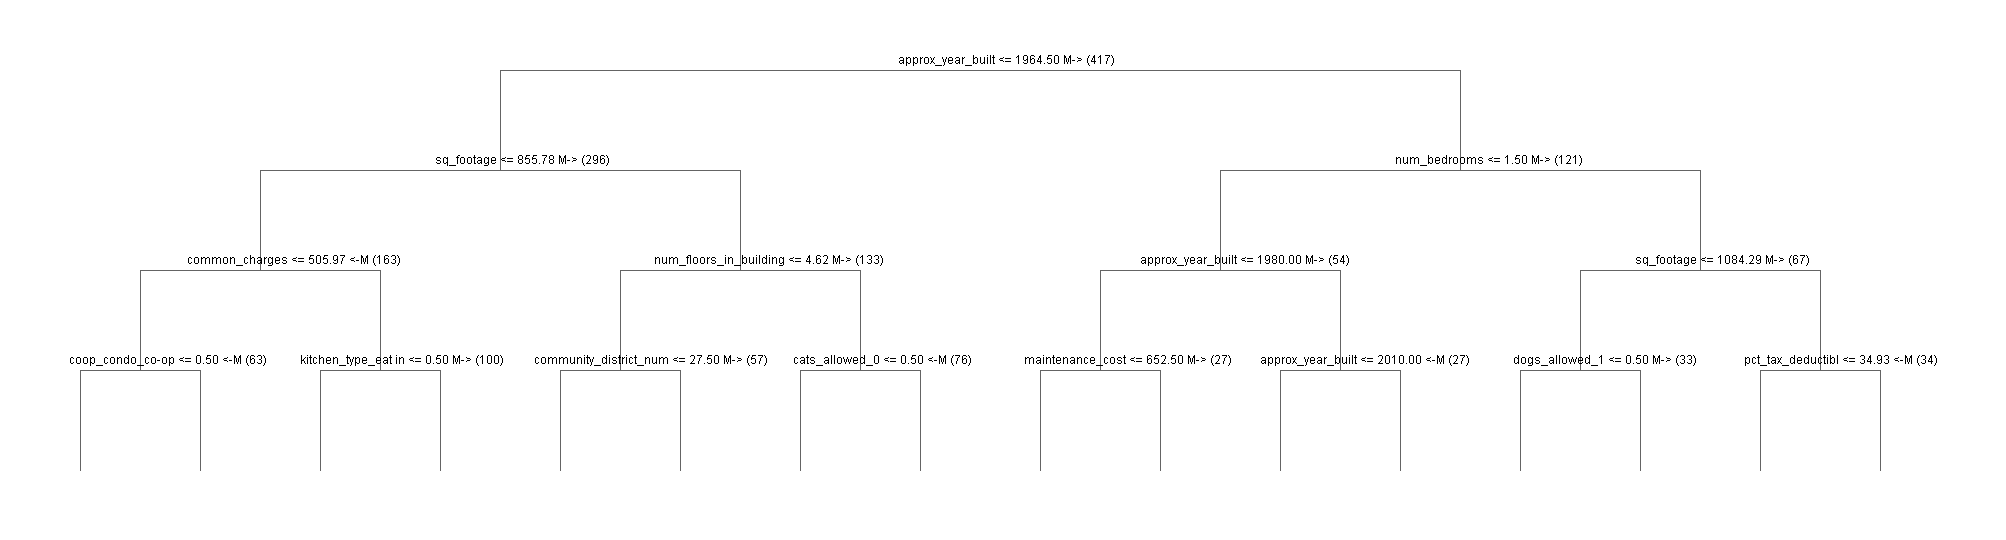 approx_year_built <= 1964.50 M-> (417)
sq_footage <= 855.78 M-> (296)
num_bedrooms <= 1.50 M-> (121)
common_charges <= 505.97 <-M (163)
num_floors_in_building <= 4.62 M-> (133)
approx_year_built <= 1980.00 M-> (54)
sq_footage <= 1084.29 M-> (67)
coop_condo_co-op <= 0.50 <-M (63)
kitchen_type_eat in <= 0.50 M-> (100)
community_district_num <= 27.50 M-> (57)
cats_allowed_0 <= 0.50 <-M (76)
maintenance_cost <= 652.50 M-> (27)
approx_year_built <= 2010.00 <-M (27)
dogs_allowed_1 <= 0.50 M-> (33)
pct_tax_deductibl <= 34.93 <-M (34)